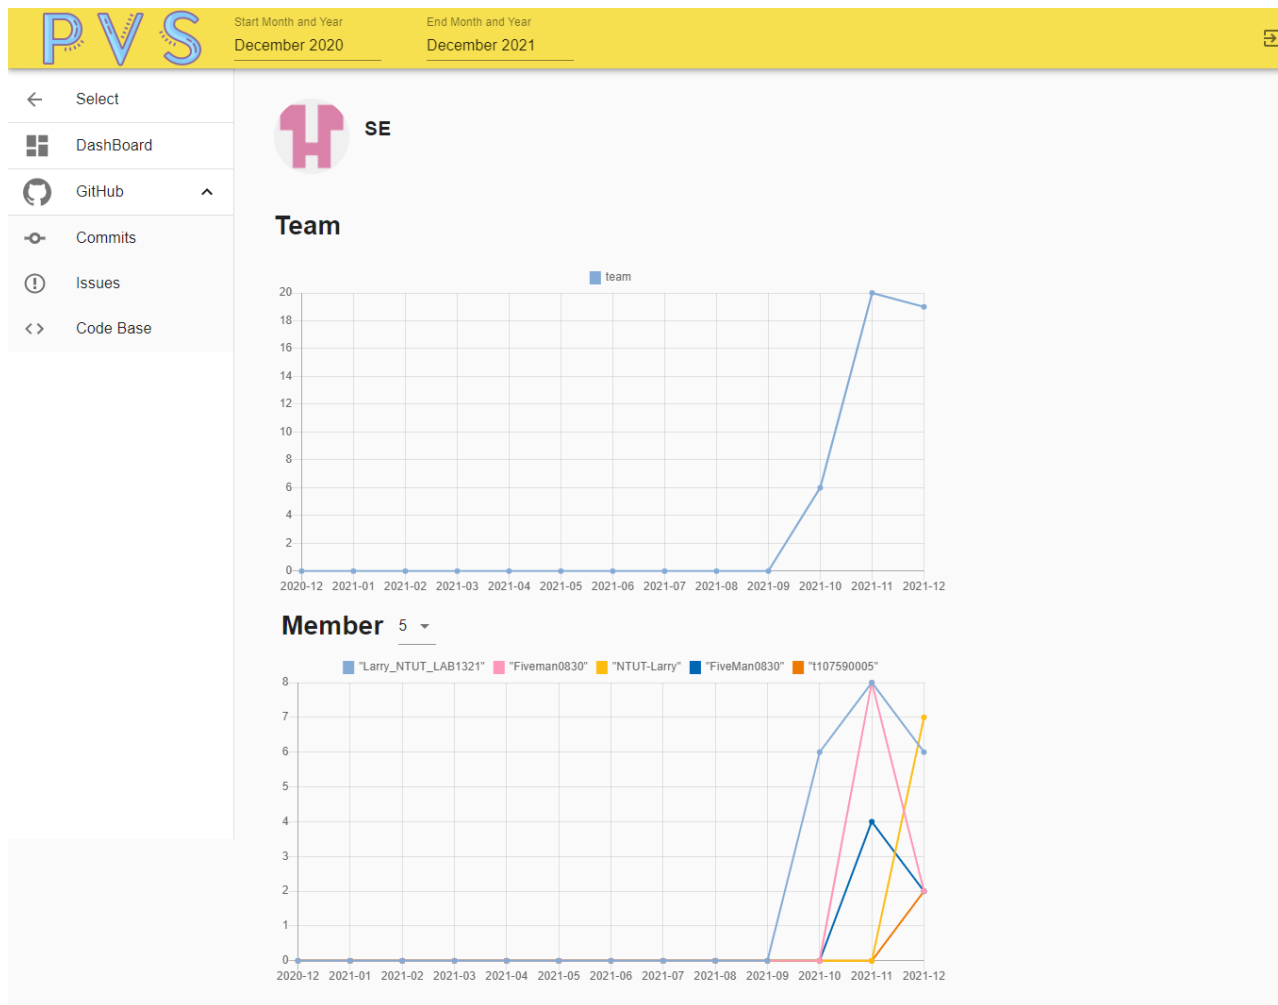 PVS
Start Month and Year
End Month and Year
December 2020
December 2021
Select
DashBoard
GitHub
Commits
Issues
Code Base
SE
Team
team
20
18
16
14
12
10
8
6
4
2
0
2020-12 2021-01 2021-02 2021-03 2021-04 2021-05 2021-06 2021-07 2021-08 2021-09 2021-10 2021-11 2021-12
Member 5
"Larry_NTUT_LAB1321" "Fiveman0830" "NTUT-Larry" "FiveMan0830" "t107590005"
8
7
6
5
4
3
2
1
0
2020-12 2021-01 2021-02 2021-03 2021-04 2021-05 2021-06 2021-07 2021-08 2021-09 2021-10 2021-11 2021-12